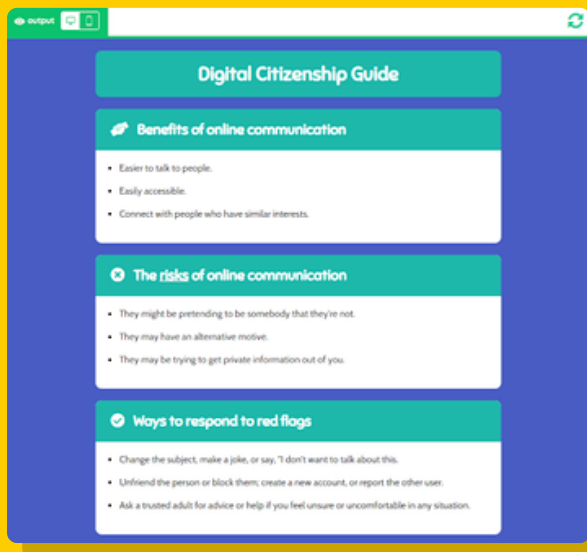 output
Digital Citizenship Guide
Benefits of online communication
Easier to talk to people.
Easily accessible.
Connect with people who have similar interests.
The risks of online communication
They might be pretending to be somebody that they're not.
They may have an alternative motive.
They may be trying to get private information out of you.
Ways to respond to red flags
Change the subject, make a joke, or say, "I don't want to talk about this.
Unfriend the person or block them; create a new account, or report the other user.
Ask a trusted adult for advice or help if you feel unsure or uncomfortable in any situation.